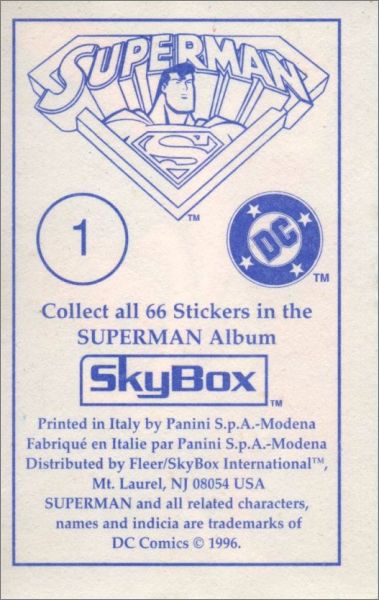 SUPERMAN
S
TM
1
DC
TM
Collect all 66 Stickers in the
SUPERMAN Album
SkyBox
TM
Printed in Italy by Panini S.p.A.-Modena
Fabriqué en Italie par Panini S.p.A.-Modena
Distributed by Fleer/SkyBox International™,
Mt. Laurel, NJ 08054 USA
SUPERMAN and all related characters,
names and indicia are trademarks of
DC Comics © 1996.